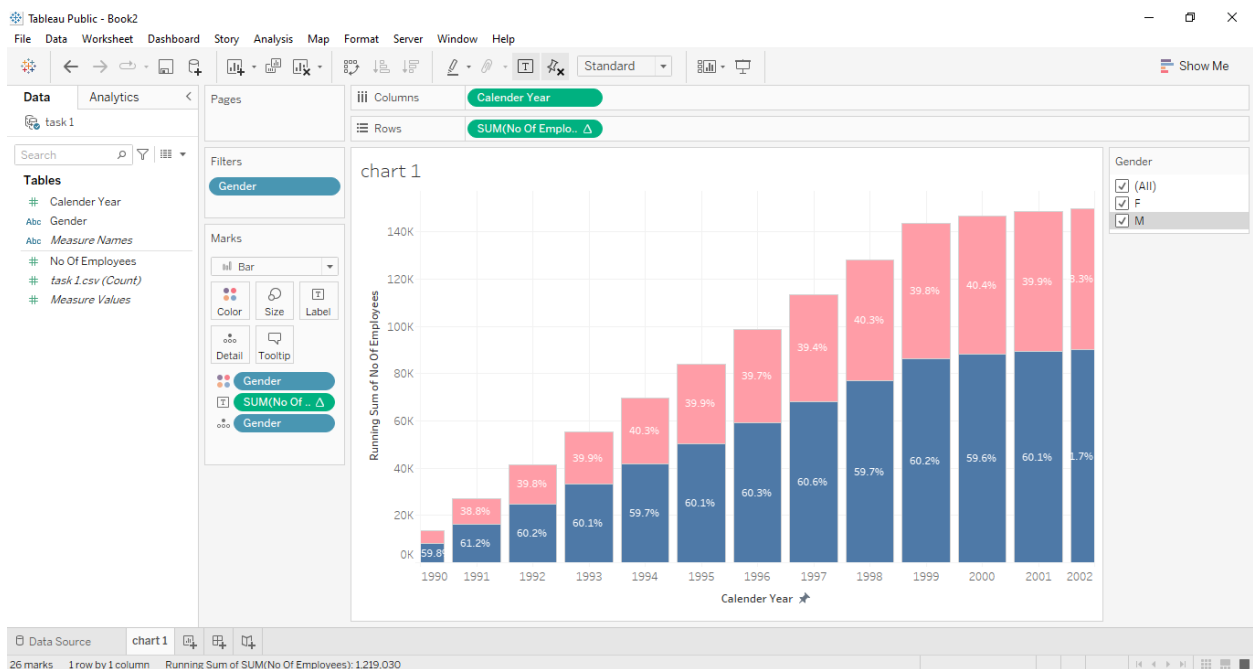 Tableau Public - Book2
File Data Worksheet Dashboard Story Analysis Map Format Server Window Help
Standard
Show Me
Data Analytics
task 1
Search
Tables
# Calender Year
Abc Gender
Abc Measure Names
# No Of Employees
# task 1.csv (Count)
# Measure Values
Pages
Filters
Gender
Marks
Bar
Color Size Label
Detail Tooltip
Gender
T SUM(No Of .. Δ
Gender
Columns Calender Year
Rows SUM(No Of Emplo.. Δ
chart 1
Running Sum of No Of Employees
140K
120K
100K
80K
60K
40K
20K
0K
38.8% 39.8% 39.9% 40.3% 39.9% 39.7% 39.4% 40.3% 39.8% 40.4% 39.9% 3.3%
59.8 61.2% 60.2% 60.1% 59.7% 60.1% 60.3% 60.6% 59.7% 60.2% 59.6% 60.1% 1.7%
1990 1991 1992 1993 1994 1995 1996 1997 1998 1999 2000 2001 2002
Calender Year
Gender
(All)
F
M
Data Source chart 1
26 marks 1 row by 1 column Running Sum of SUM(No Of Employees): 1,219,030